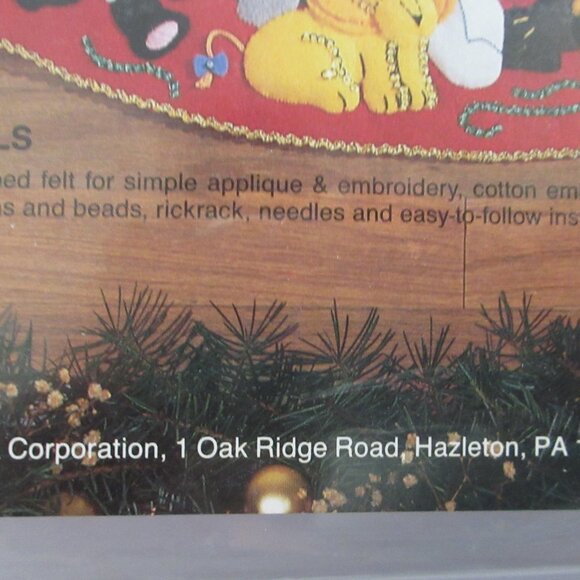 LS
ed felt for simple applique & embroidery, cotton em
s and beads, rickrack, needles and easy-to-follow ins
Corporation, 1 Oak Ridge Road, Hazleton, PA